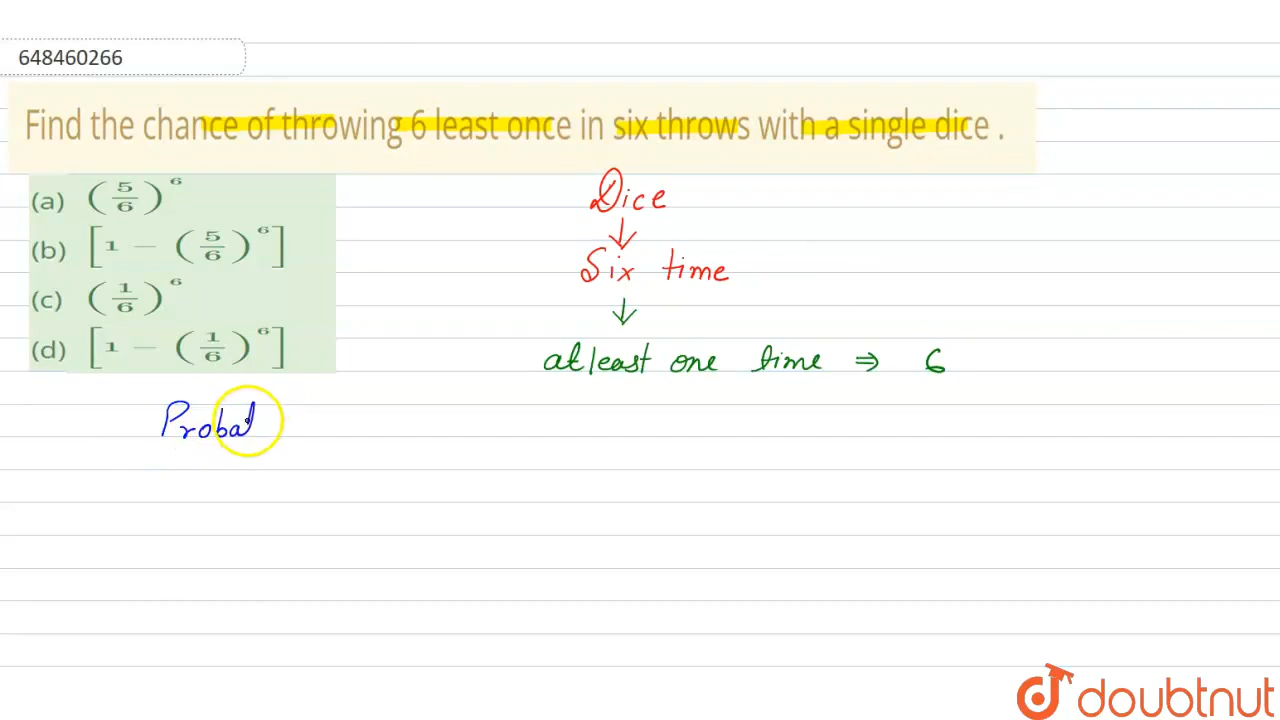 648460266
Find the chance of throwing 6 least once in six throws with a single dice .
(a) (5/6)^6
(b) [1 − (5/6)^6]
(c) (1/6)^6
(d) [1 − (1/6)^6]
Dice
↓
Six time
↓
atleast one time ⇒ 6
Probal
doubtnut